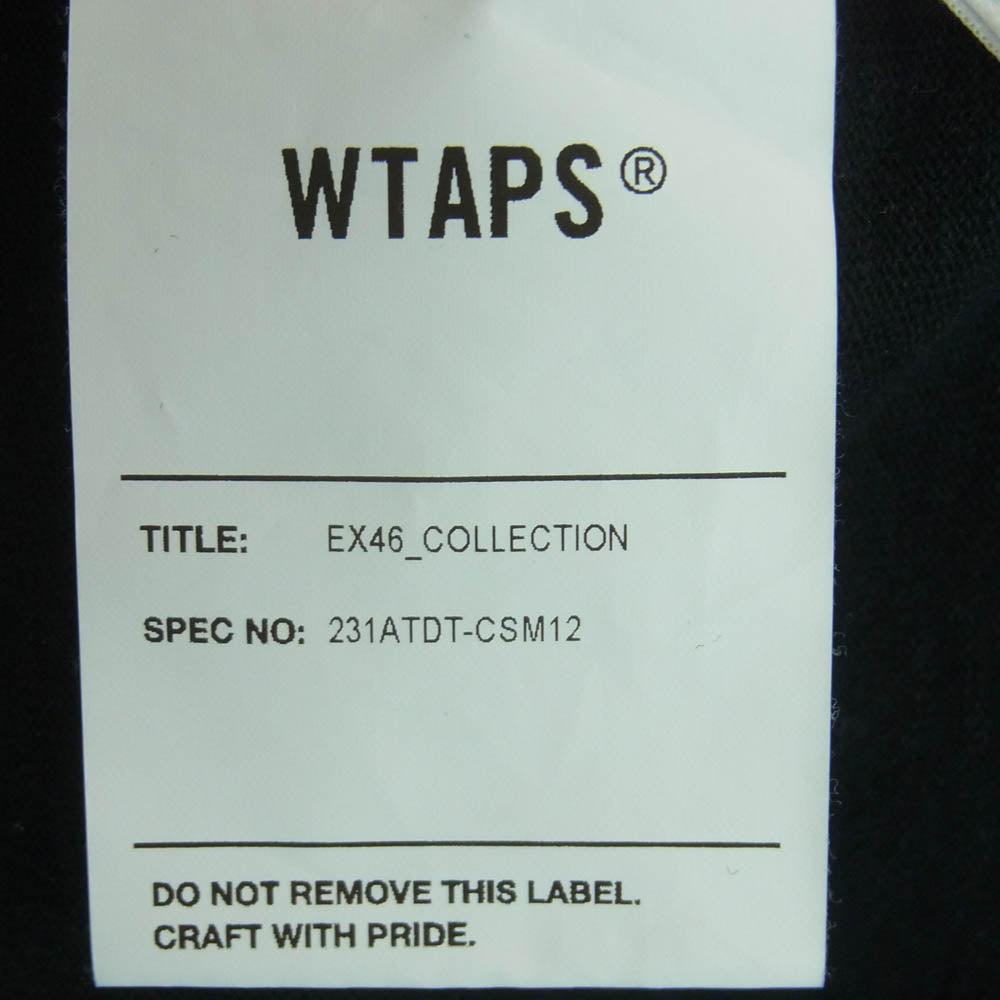 WTAPS®
TITLE: EX46_COLLECTION
SPEC NO: 231ATDT-CSM12
DO NOT REMOVE THIS LABEL.
CRAFT WITH PRIDE.